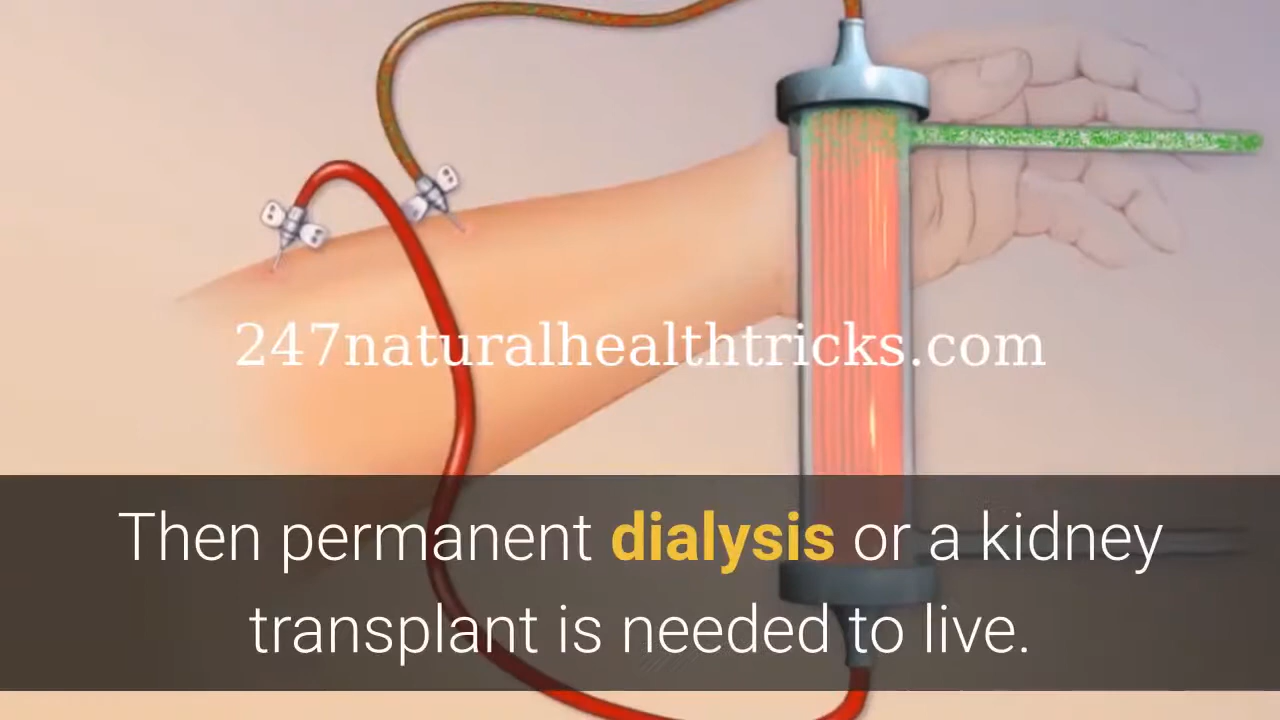 247naturalhealthtricks.com
Then permanent dialysis or a kidney
transplant is needed to live.